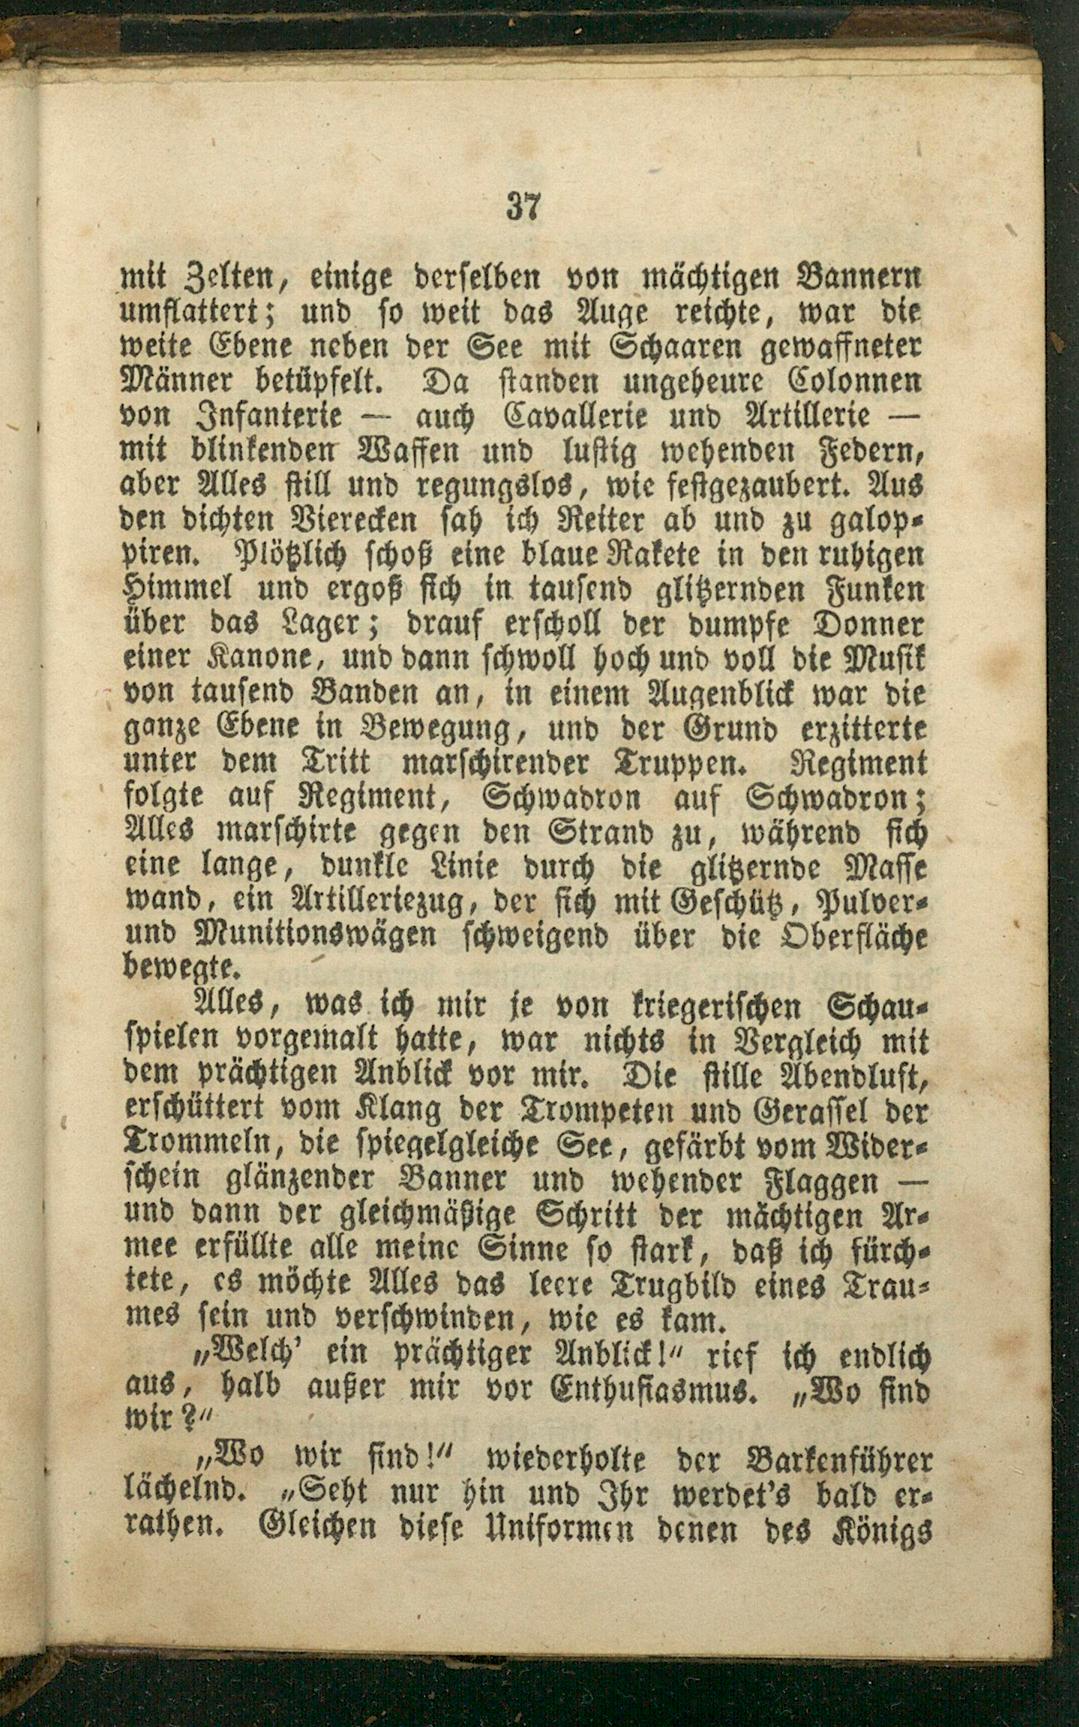 37
mit Zelten, einige derselben von mächtigen Bannern
umflattert; und so weit das Auge reichte, war die
weite Ebene neben der See mit Schaaren gewaffneter
Männer betüpfelt. Da standen ungeheure Colonnen
von Infanterie — auch Cavallerie und Artillerie —
mit blinkenden Waffen und lustig wehenden Federn,
aber Alles still und regungslos, wie festgezaubert. Aus
den dichten Vierecken sah ich Reiter ab und zu galop-
piren. Plötzlich schoß eine blaue Rakete in den ruhigen
Himmel und ergoß sich in tausend glitzernden Funken
über das Lager; drauf erscholl der dumpfe Donner
einer Kanone, und dann schwoll hoch und voll die Musik
von tausend Banden an, in einem Augenblick war die
ganze Ebene in Bewegung, und der Grund erzitterte
unter dem Tritt marschirender Truppen. Regiment
folgte auf Regiment, Schwadron auf Schwadron;
Alles marschirte gegen den Strand zu, während sich
eine lange, dunkle Linie durch die glitzernde Masse
wand, ein Artilleriezug, der sich mit Geschütz, Pulver-
und Munitionswägen schweigend über die Oberfläche
bewegte.
Alles, was ich mir je von kriegerischen Schau-
spielen vorgemalt hatte, war nichts in Vergleich mit
dem prächtigen Anblick vor mir. Die stille Abendluft,
erschüttert vom Klang der Trompeten und Gerassel der
Trommeln, die spiegelgleiche See, gefärbt vom Wider-
schein glänzender Banner und wehender Flaggen —
und dann der gleichmäßige Schritt der mächtigen Ar-
mee erfüllte alle meine Sinne so stark, daß ich fürch-
tete, es möchte Alles das leere Trugbild eines Trau-
mes sein und verschwinden, wie es kam.
„Welch' ein prächtiger Anblick!“ rief ich endlich
aus, halb außer mir vor Enthusiasmus. „Wo sind
wir?“
„Wo wir sind!“ wiederholte der Barkenführer
lächelnd. „Seht nur hin und Ihr werdet's bald er-
rathen. Gleichen diese Uniformen denen des Königs